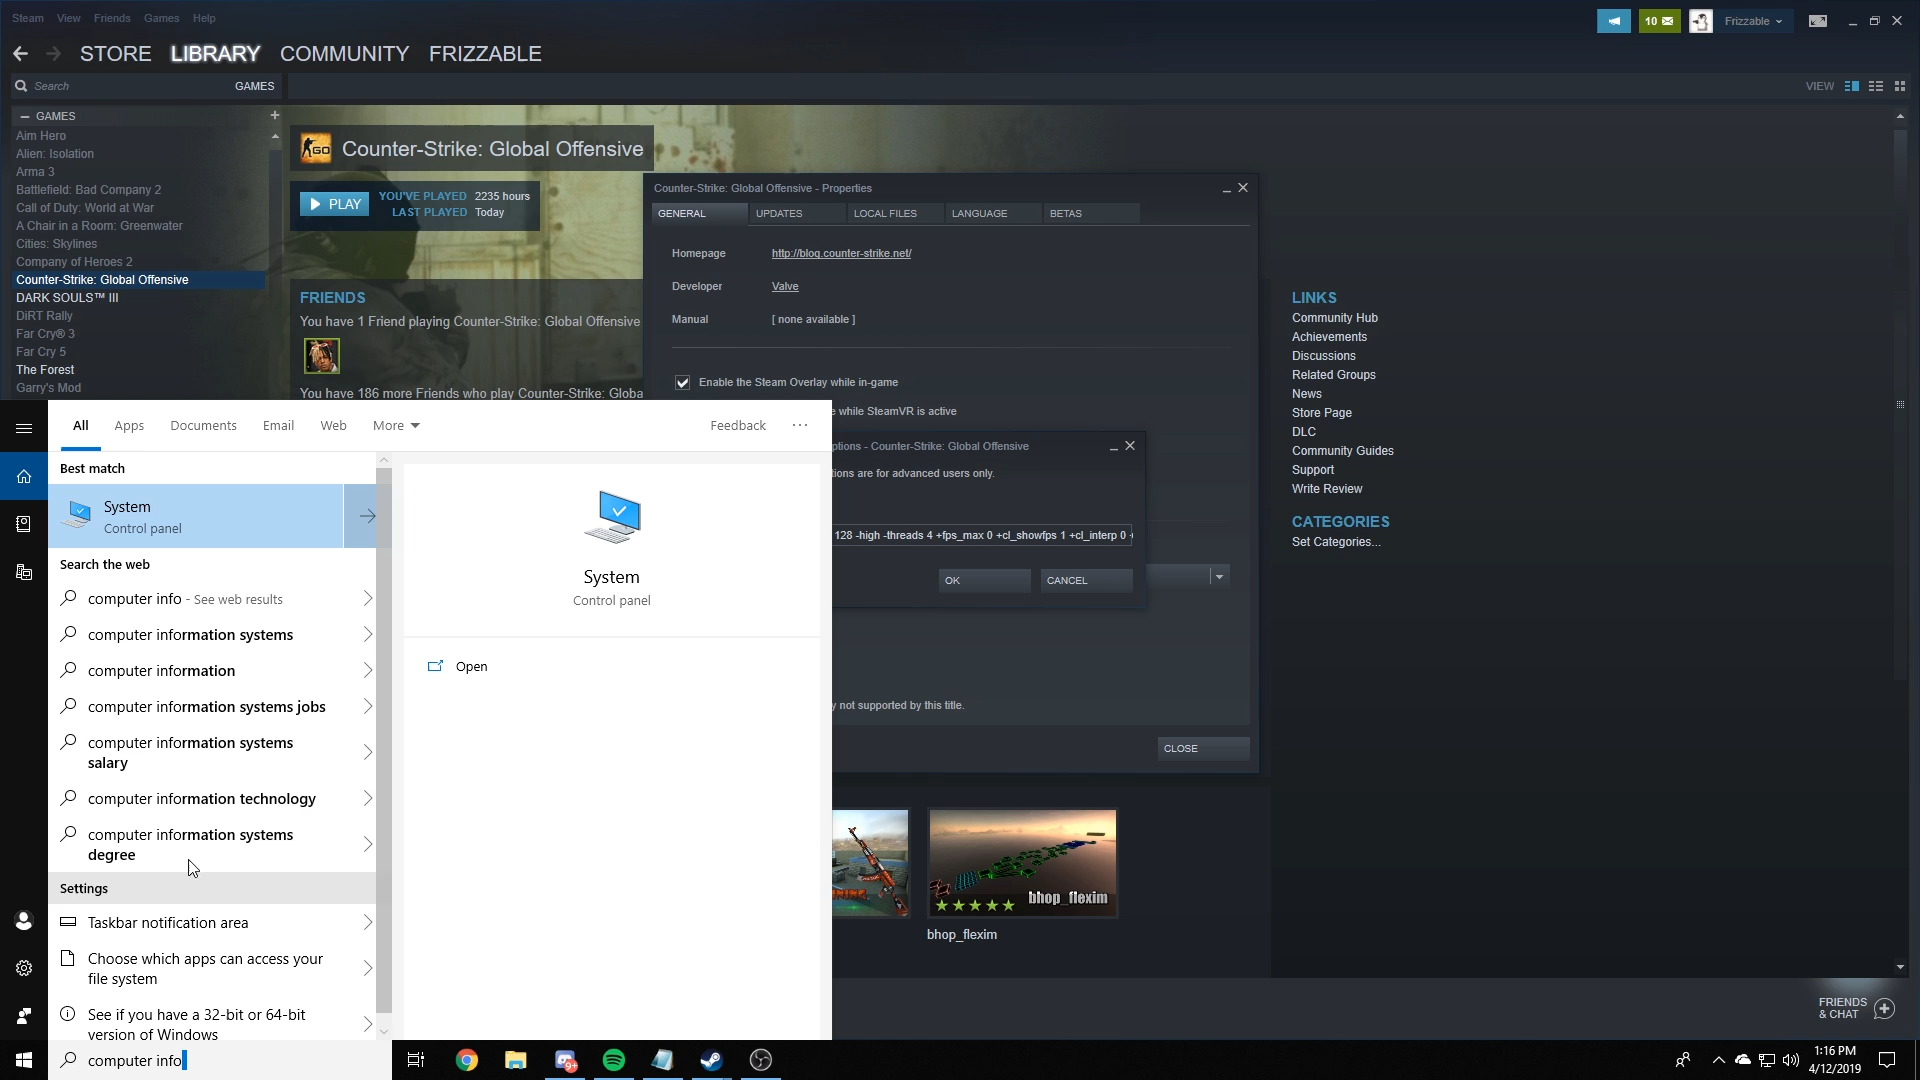 Steam View Friends Games Help
10
Frizzable
STORE LIBRARY COMMUNITY FRIZZABLE
Search
GAMES
VIEW
GAMES
Aim Hero
Alien: Isolation
Arma 3
Battlefield: Bad Company 2
Call of Duty: World at War
A Chair in a Room: Greenwater
Cities: Skylines
Company of Heroes 2
Counter-Strike: Global Offensive
DARK SOULS™ III
DiRT Rally
Far Cry® 3
Far Cry 5
The Forest
Garry's Mod
GO
Counter-Strike: Global Offensive
PLAY
YOU'VE PLAYED 2235 hours
LAST PLAYED Today
FRIENDS
You have 1 Friend playing Counter-Strike: Global Offensive
You have 186 more Friends who play Counter-Strike: Globa
Counter-Strike: Global Offensive - Properties
GENERAL UPDATES LOCAL FILES LANGUAGE BETAS
Homepage http://blog.counter-strike.net/
Developer Valve
Manual [ none available ]
Enable the Steam Overlay while in-game
e while SteamVR is active
ptions - Counter-Strike: Global Offensive
tions are for advanced users only.
128 -high -threads 4 +fps_max 0 +cl_showfps 1 +cl_interp 0
OK CANCEL
y not supported by this title.
CLOSE
LINKS
Community Hub
Achievements
Discussions
Related Groups
News
Store Page
DLC
Community Guides
Support
Write Review
CATEGORIES
Set Categories...
bhop_flexim
bhop_flexim
FRIENDS
& CHAT
All Apps Documents Email Web More Feedback ...
Best match
System
Control panel
Search the web
computer info - See web results
computer information systems
computer information
computer information systems jobs
computer information systems
salary
computer information technology
computer information systems
degree
Settings
Taskbar notification area
Choose which apps can access your
file system
See if you have a 32-bit or 64-bit
version of Windows
System
Control panel
Open
computer info
9+
1:16 PM
4/12/2019